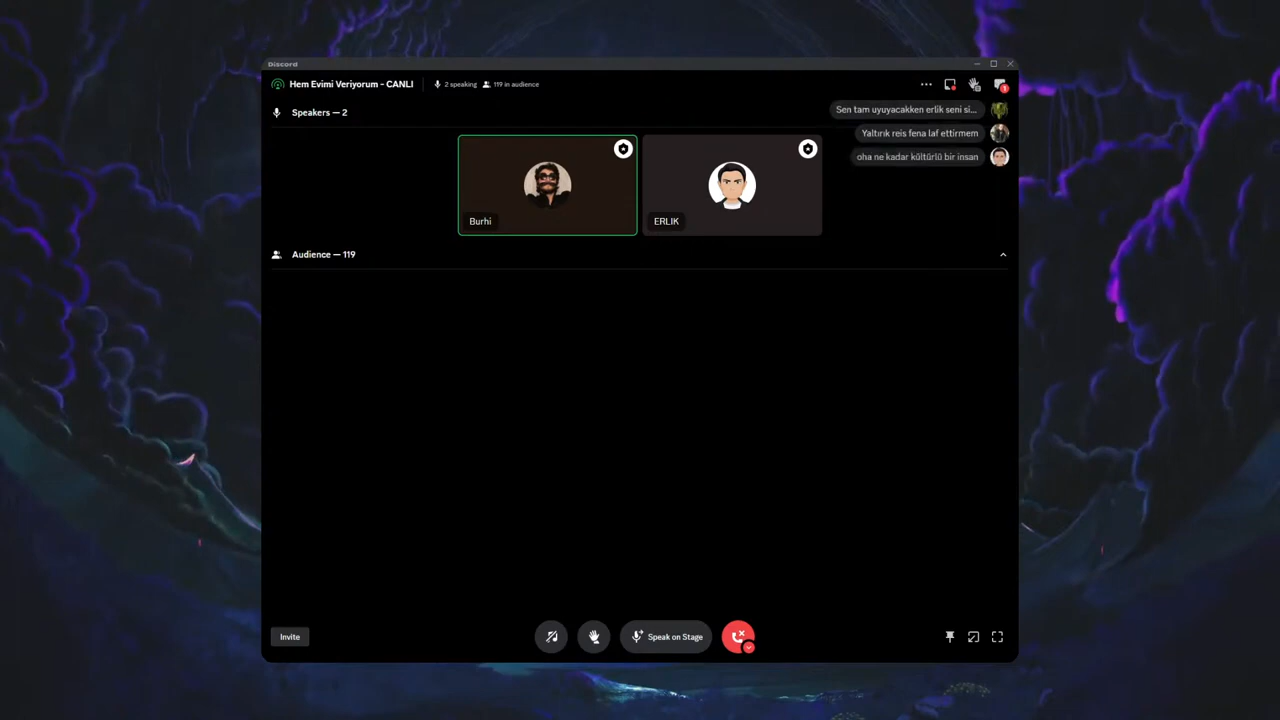 Discord
Hem Evimi Veriyorum - CANLI
2 speaking
119 in audience
1
Speakers — 2
Sen tam uyuyacakken erlik seni si...
Yaltırık reis fena laf ettirmem
oha ne kadar kültürlü bir insan
Burhi
ERLIK
Audience — 119
Invite
Speak on Stage